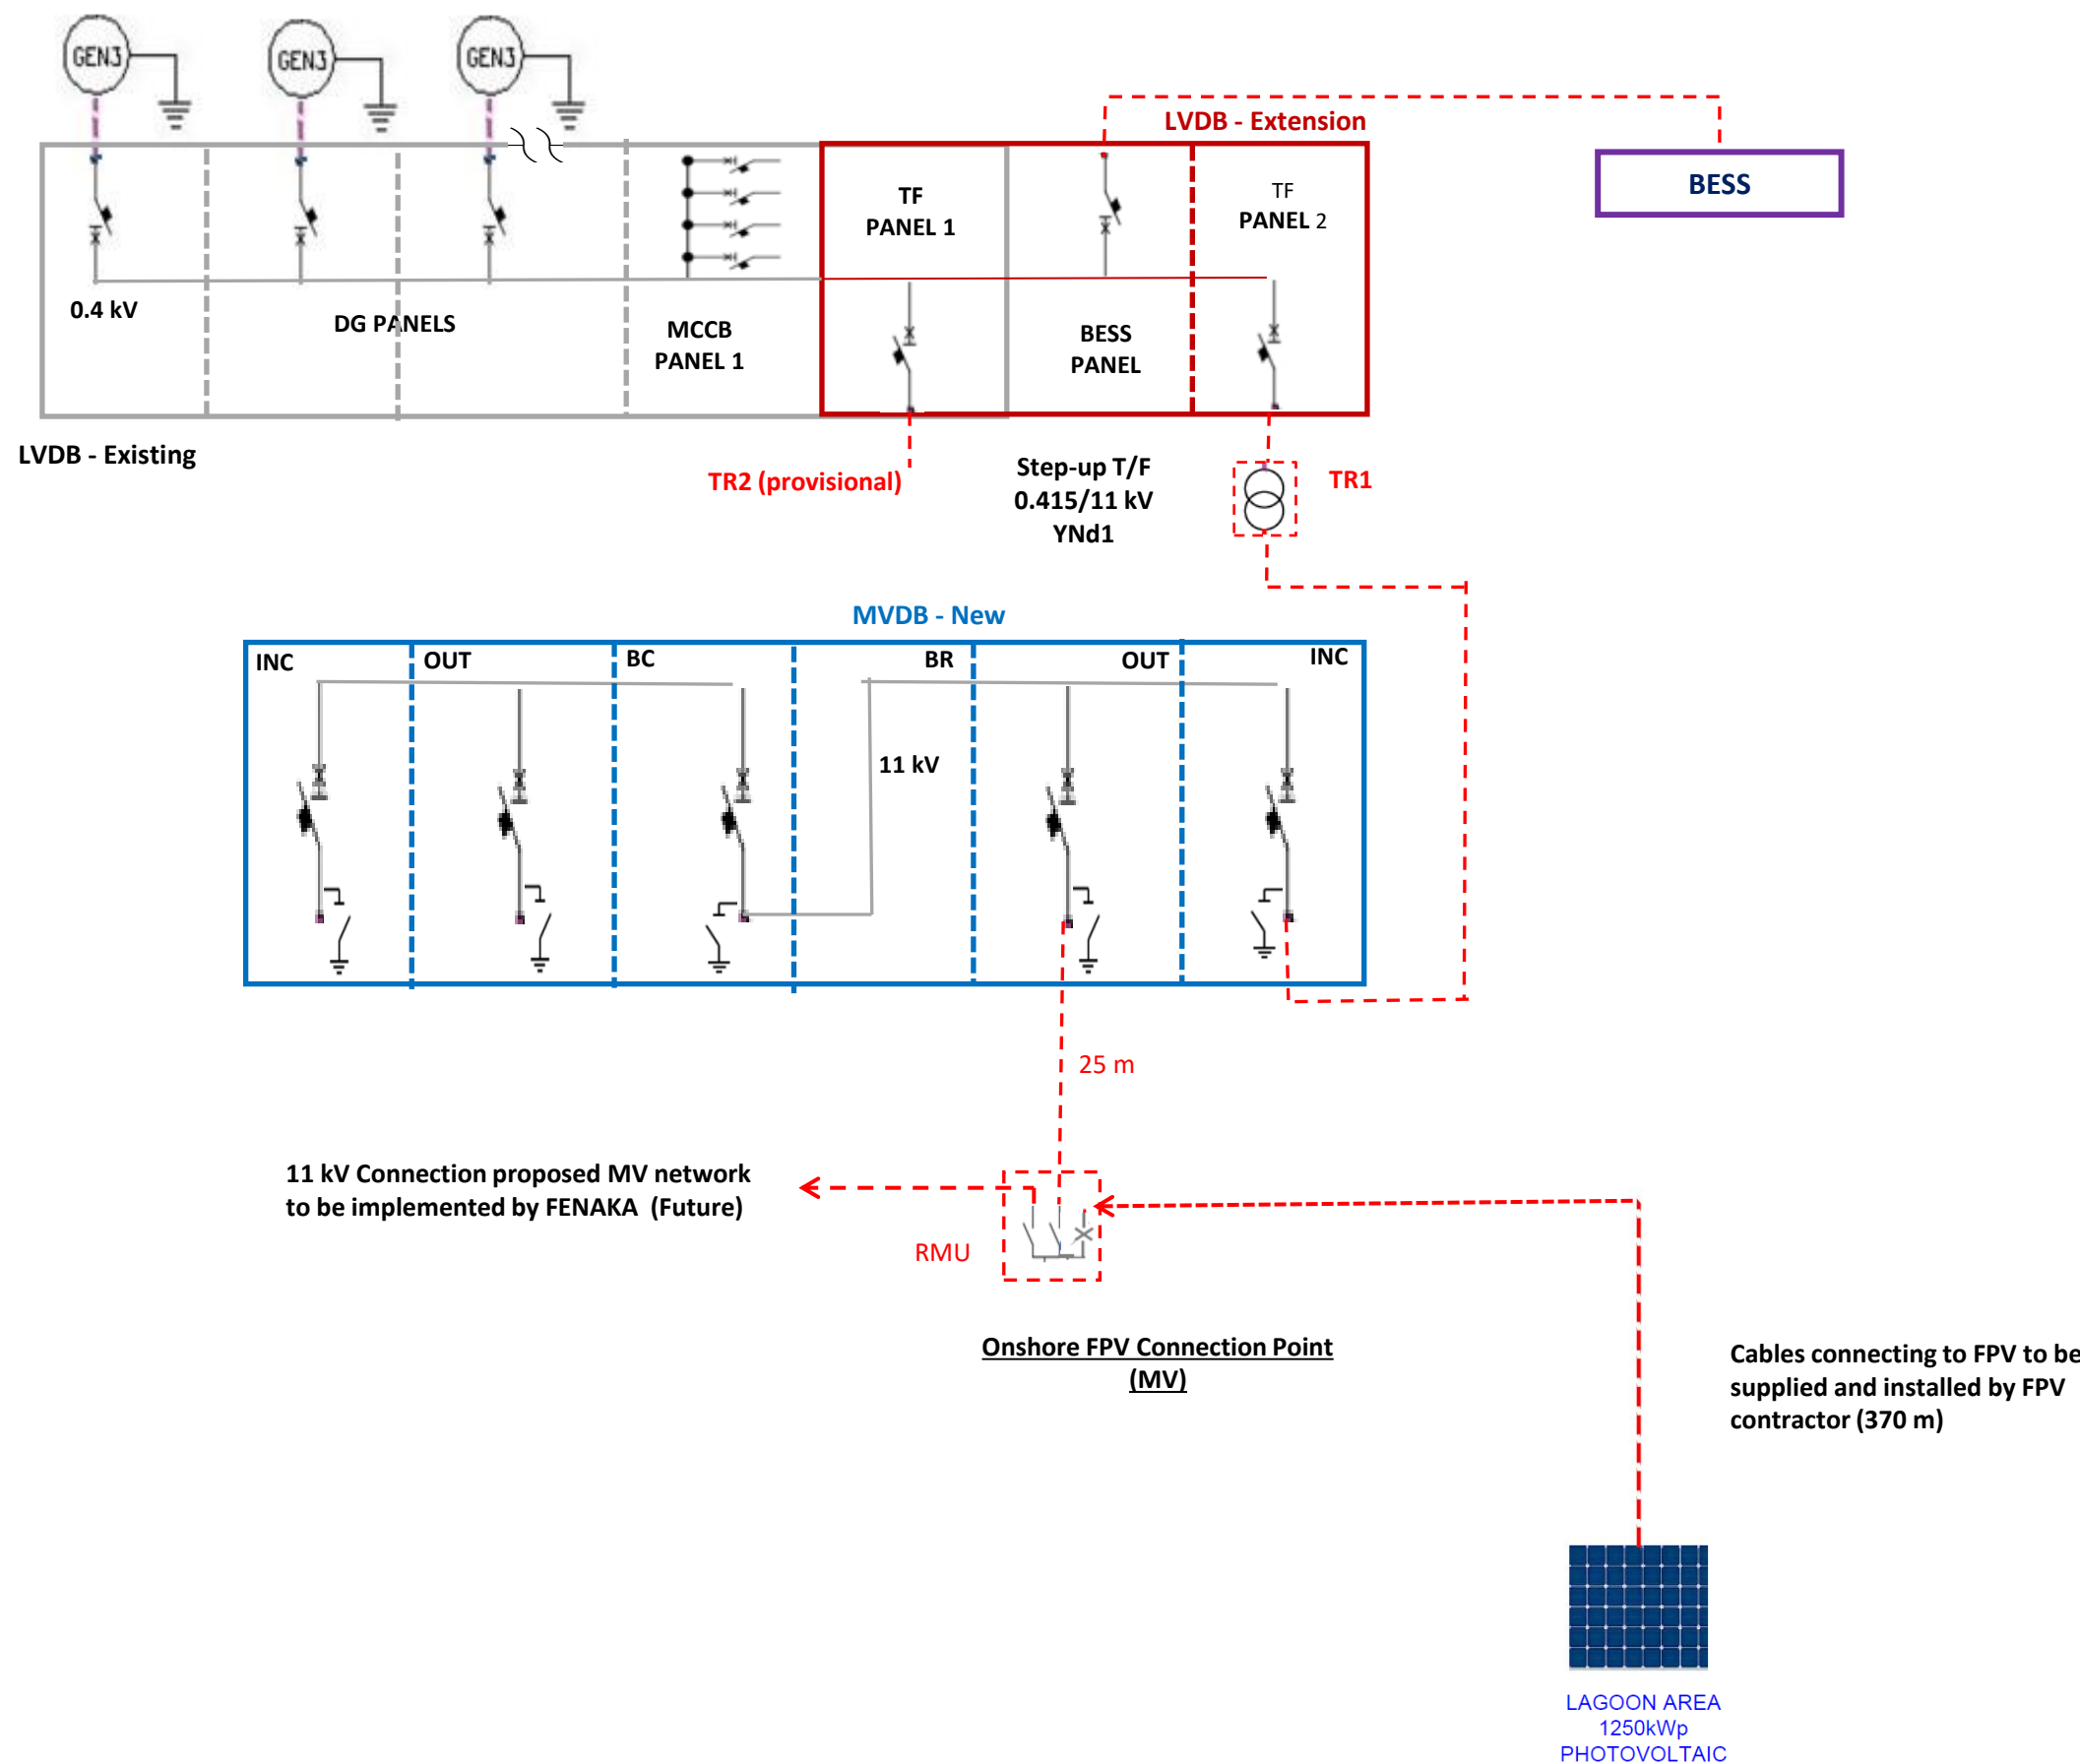 GEN3
GEN3
GEN3
LVDB - Extension
BESS
TF
PANEL 1
TF
PANEL 2
0.4 kV
DG PANELS
MCCB
PANEL 1
BESS
PANEL
LVDB - Existing
TR2 (provisional)
Step-up T/F
0.415/11 kV
YNd1
TR1
MVDB - New
INC
OUT
BC
BR
OUT
INC
11 kV
25 m
11 kV Connection proposed MV network
to be implemented by FENAKA (Future)
RMU
Onshore FPV Connection Point
(MV)
Cables connecting to FPV to be
supplied and installed by FPV
contractor (370 m)
LAGOON AREA
1250kWp
PHOTOVOLTAIC